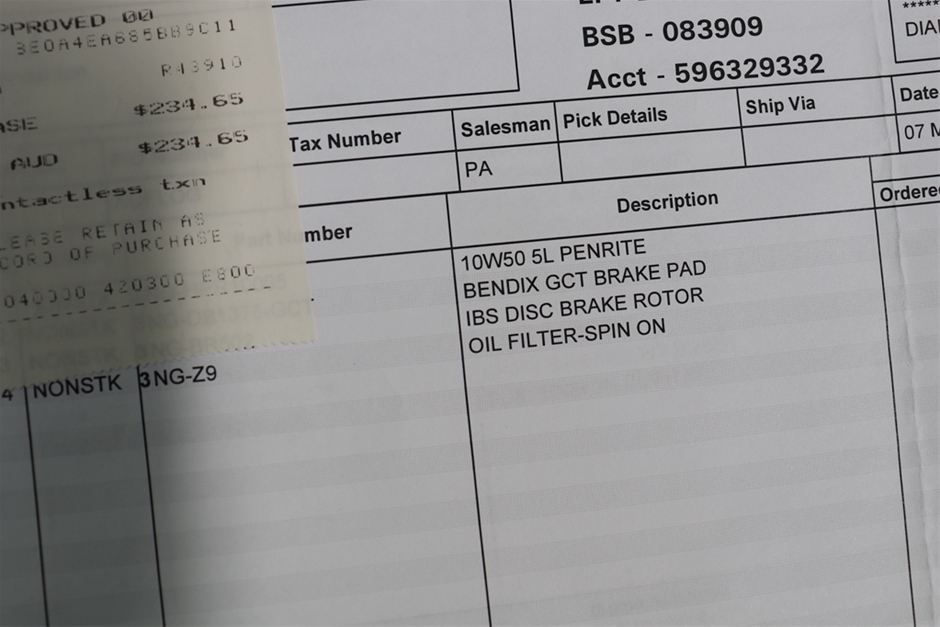 PPROVED 00
3E0A4EA685BB9C11
R43910
ASE $234.65
AUD $234.65
ntactless txn
LEASE RETAIN AS
CORD OF PURCHASE
040300 420300 E800
BSB - 083909
Acct - 596329332
*****
DIA
Tax Number Salesman Pick Details Ship Via Date
PA 07 M
mber Description Ordere
10W50 5L PENRITE
BENDIX GCT BRAKE PAD
IBS DISC BRAKE ROTOR
OIL FILTER-SPIN ON
4 NONSTK 3NG-Z9